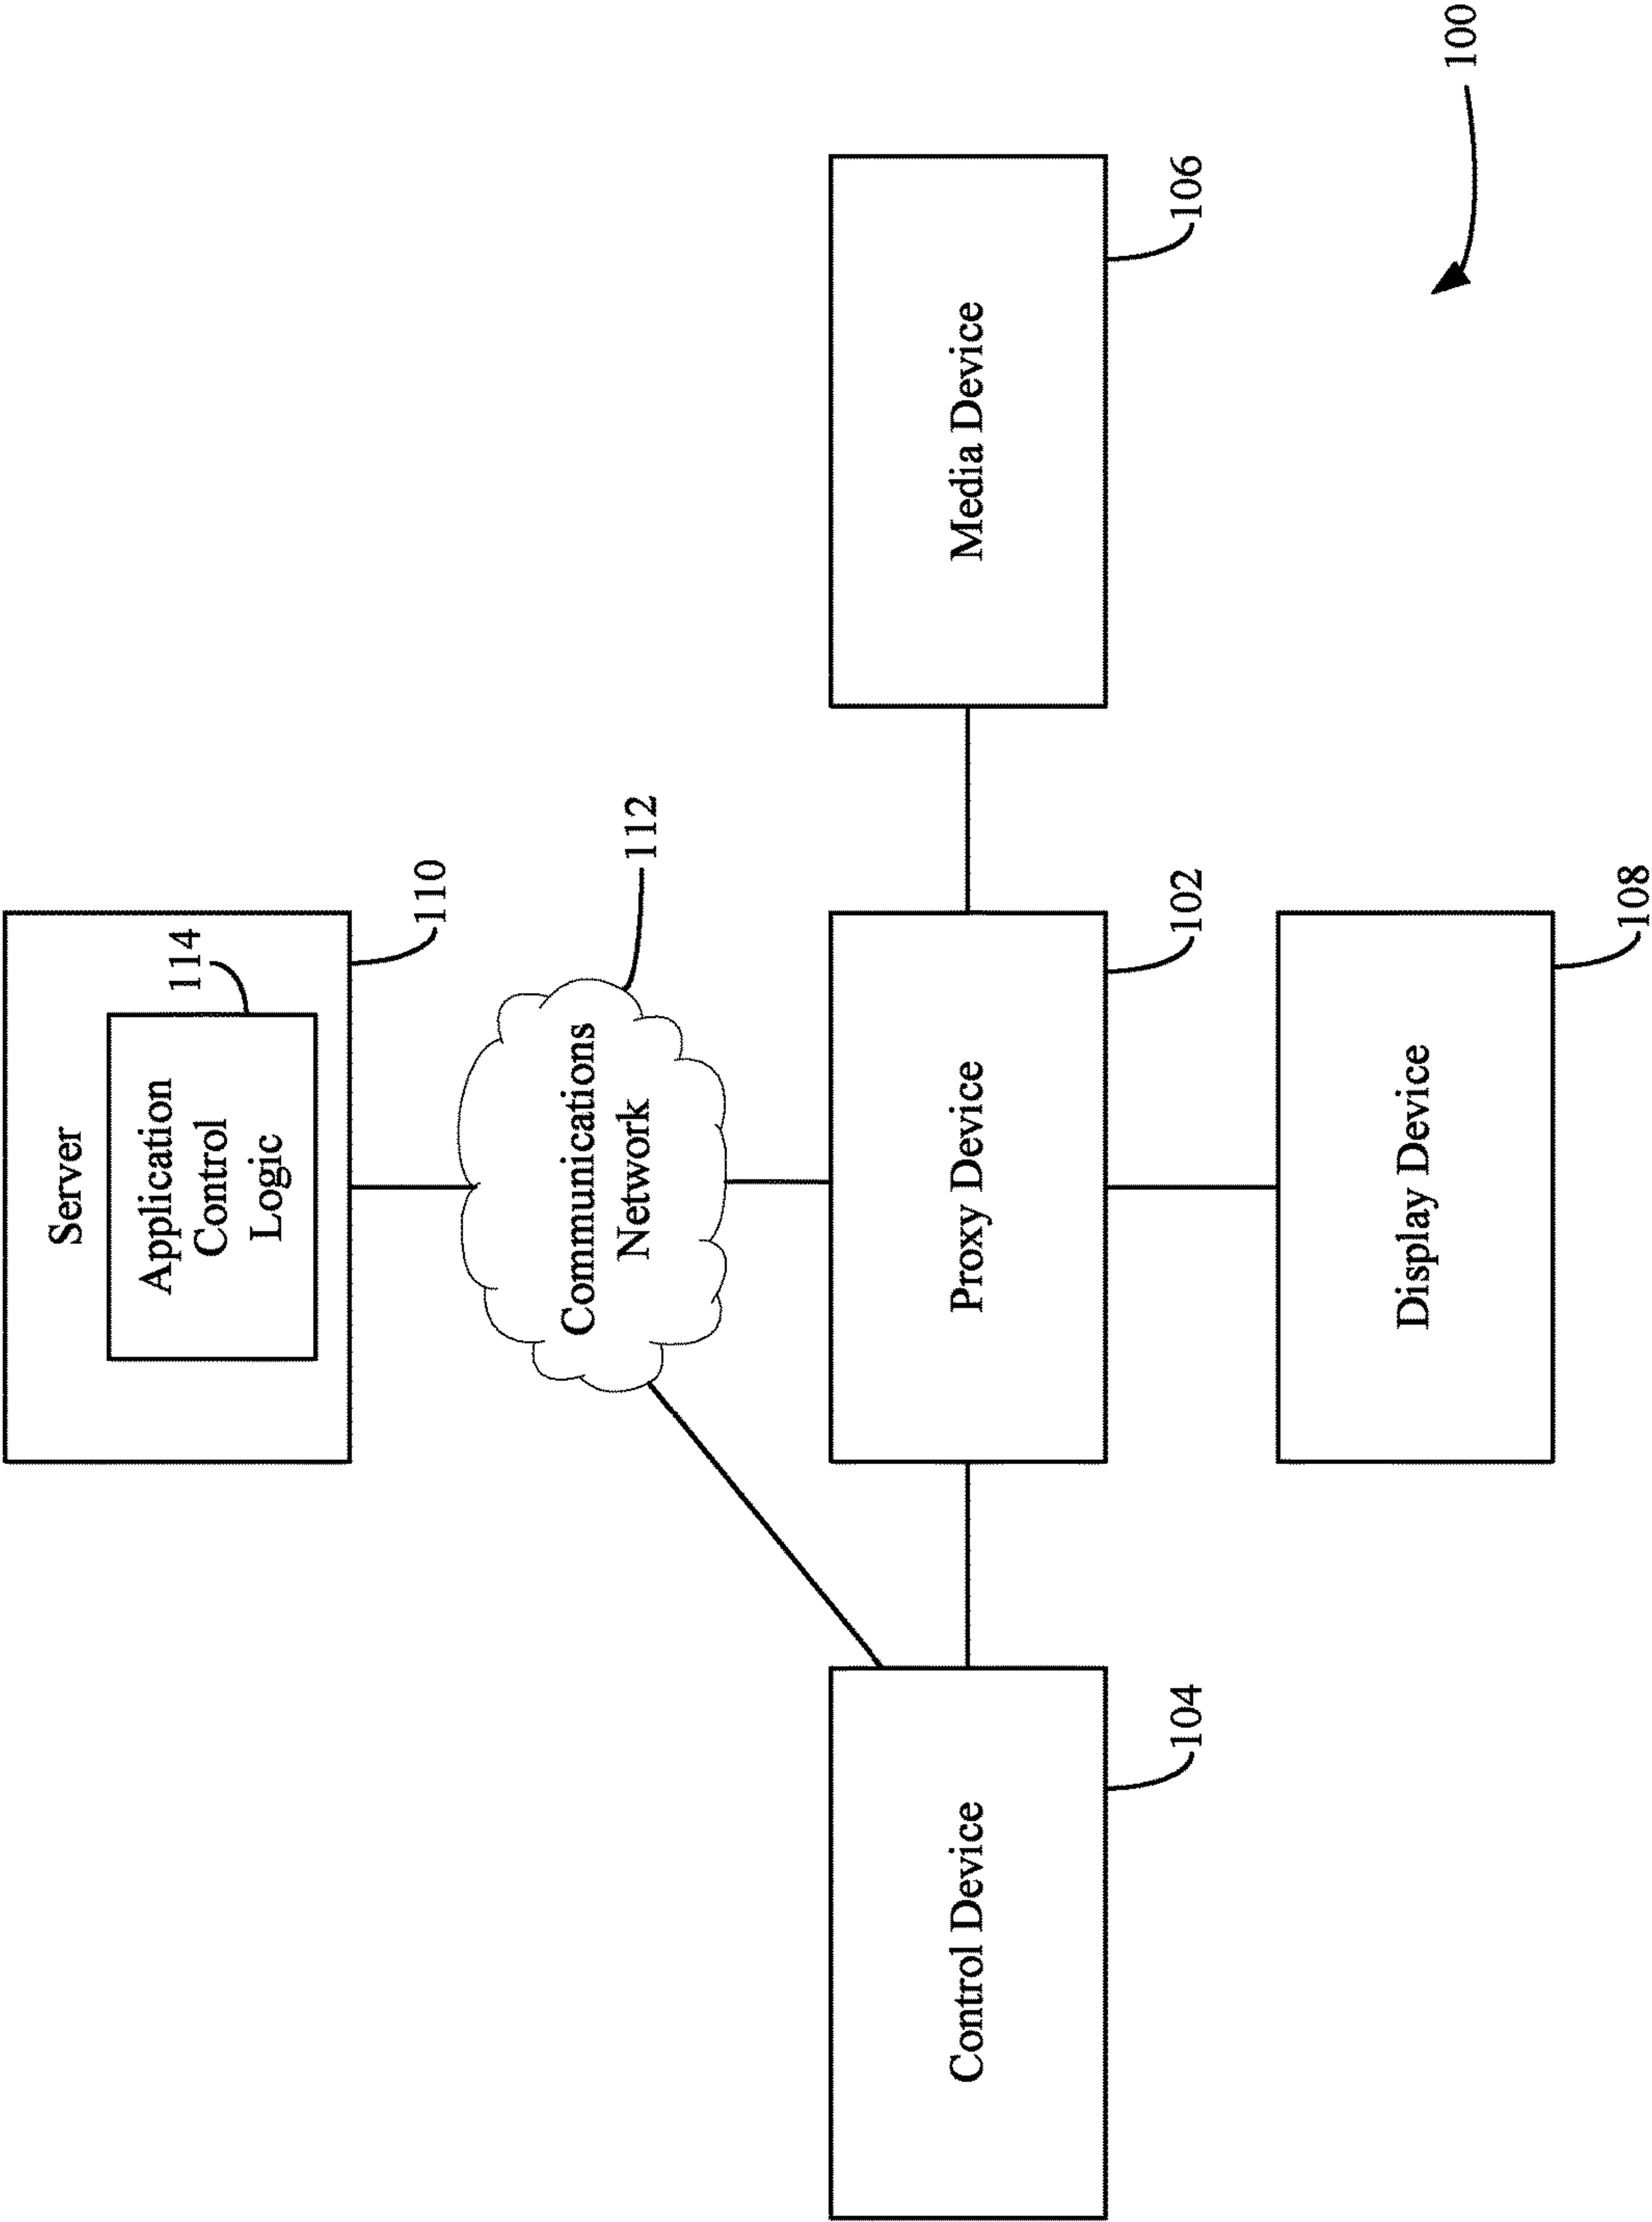 Server
Application
Control
Logic
114
110
Communications
Network
112
Control Device
104
Proxy Device
102
Media Device
106
Display Device
108
100